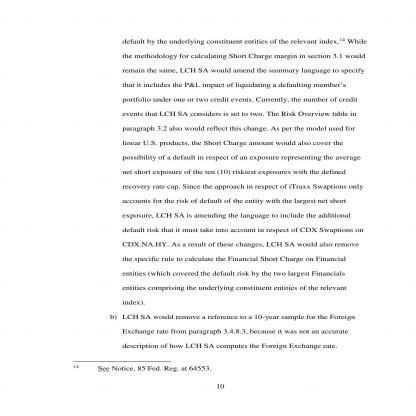 default by the underlying constituent entities of the relevant index.14 While
the methodology for calculating Short Charge margin in section 3.1 would
remain the same, LCH SA would amend the summary language to specify
that it includes the P&L impact of liquidating a defaulting member's
portfolio under one or two credit events. Currently, the number of credit
events that LCH SA considers is set to two. The Risk Overview table in
paragraph 3.2 also would reflect this change. As per the model used for
linear U.S. products, the Short Charge amount would also cover the
possibility of a default in respect of an exposure representing the average
net short exposure of the ten (10) riskiest exposures with the defined
recovery rate cap. Since the approach in respect of iTraxx Swaptions only
accounts for the risk of default of the entity with the largest net short
exposure, LCH SA is amending the language to include the additional
default risk that it must take into account in respect of CDX Swaptions on
CDX.NA.HY. As a result of these changes, LCH SA would also remove
the specific rule to calculate the Financial Short Charge on Financial
entities (which covered the default risk by the two largest Financials
entities comprising the underlying constituent entities of the relevant
index).
b) LCH SA would remove a reference to a 10-year sample for the Foreign
Exchange rate from paragraph 3.4.8.3, because it was not an accurate
description of how LCH SA computes the Foreign Exchange rate.
14 See Notice, 85 Fed. Reg. at 64553.
10